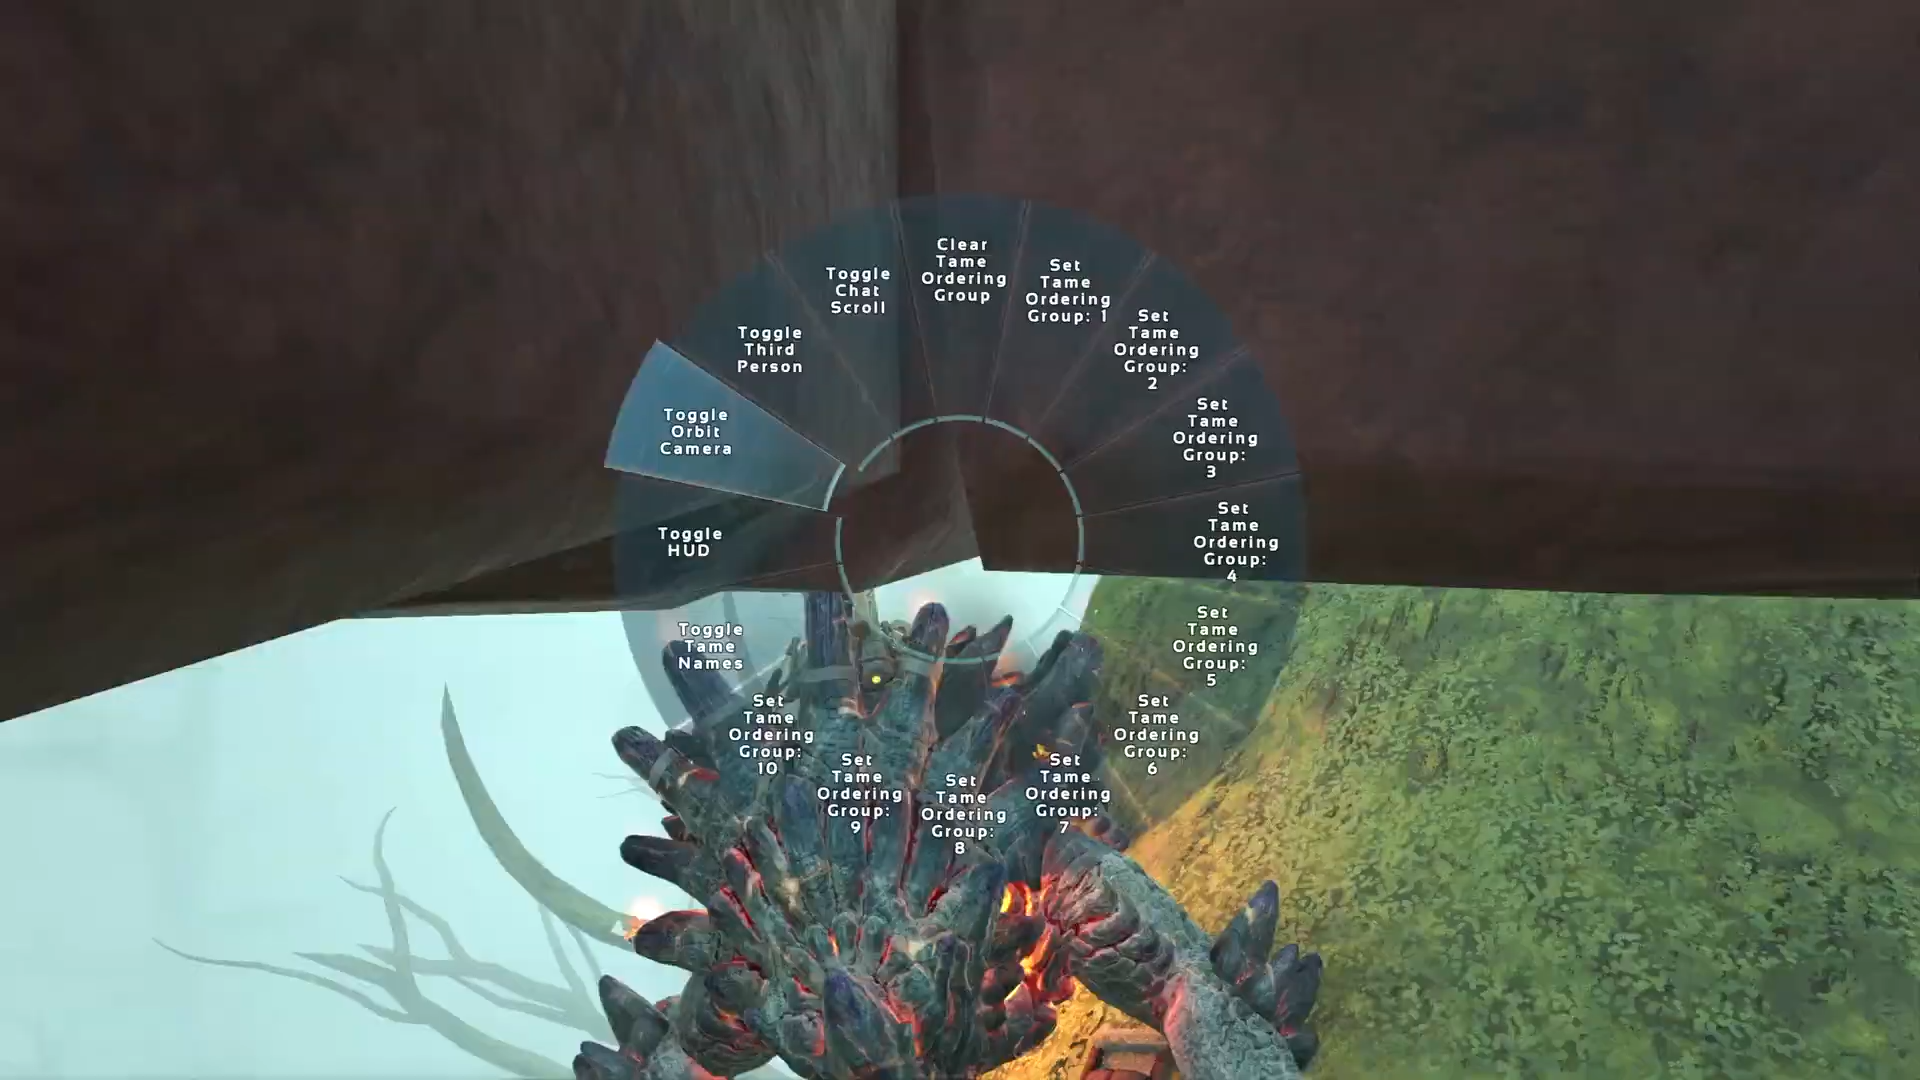 Clear
Tame
Ordering
Group
Set
Tame
Ordering
Group: 1
Set
Tame
Ordering
Group:
2
Set
Tame
Ordering
Group:
3
Set
Tame
Ordering
Group:
4
Set
Tame
Ordering
Group:
5
Set
Tame
Ordering
Group:
6
Set
Tame
Ordering
Group:
7
Set
Tame
Ordering
Group:
8
Set
Tame
Ordering
Group:
9
Set
Tame
Ordering
Group:
10
Toggle
Tame
Names
Toggle
HUD
Toggle
Orbit
Camera
Toggle
Third
Person
Toggle
Chat
Scroll